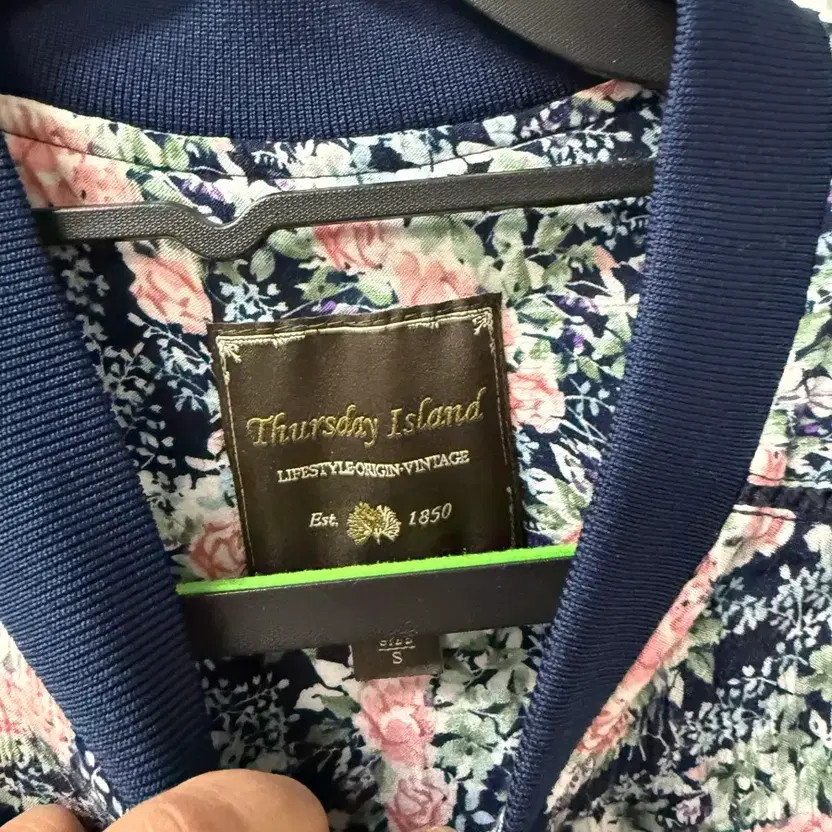 Thursday Island
LIFESTYLE·ORIGIN·VINTAGE
Est. 1850
SIZE
S